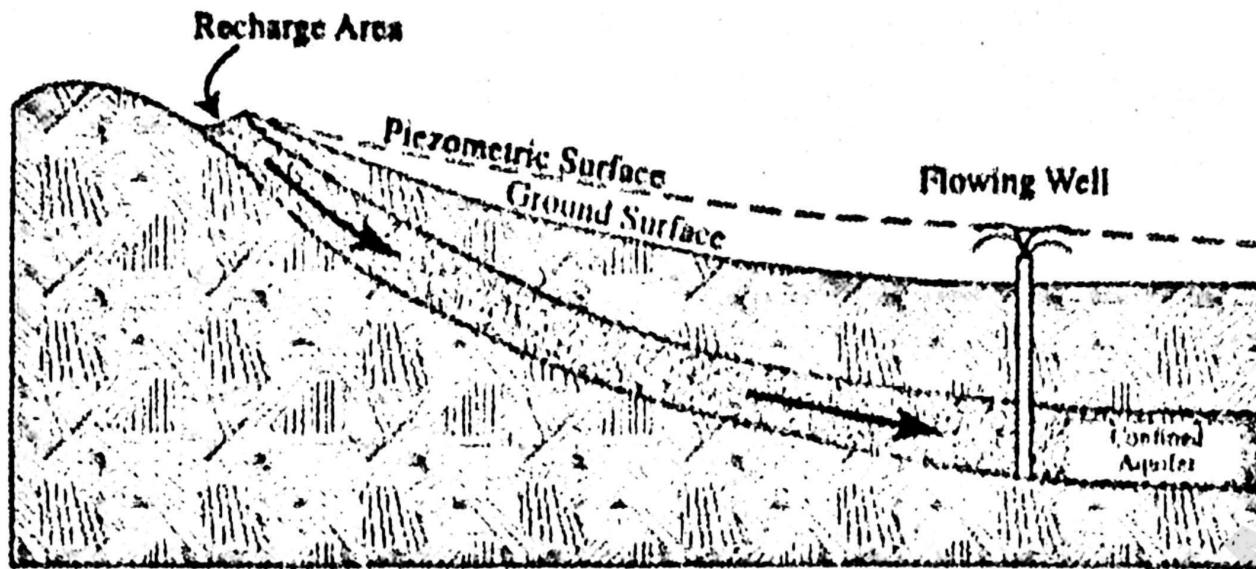 Recharge Area
Piezometric Surface
Ground Surface
Flowing Well
Confined
Aquifer